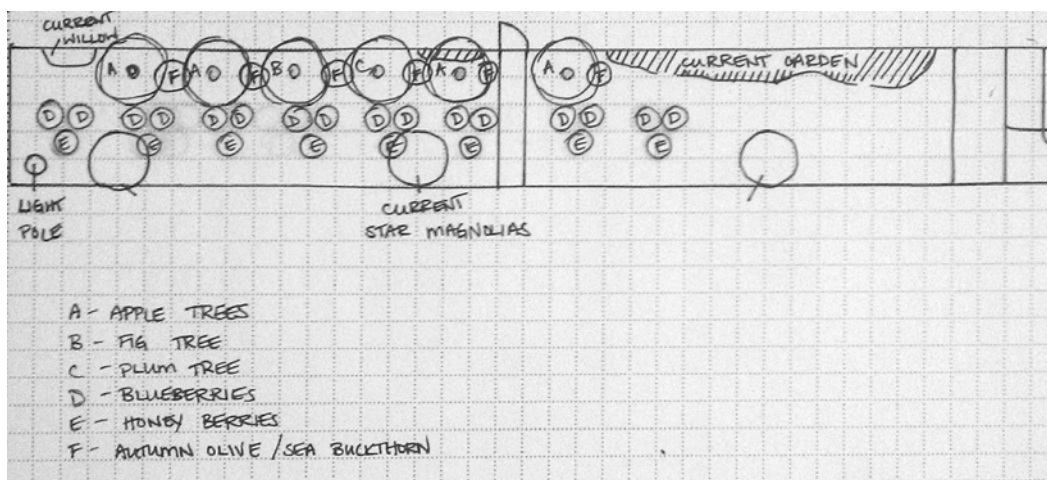 CURRENT
WILLOW
CURRENT GARDEN
A F A F B F C F A F A F
D D D D D D D D D D D D D D D D
E E E E E E E E
LIGHT
POLE
CURRENT
STAR MAGNOLIAS
A - APPLE TREES
B - FIG TREE
C - PLUM TREE
D - BLUEBERRIES
E - HONEY BERRIES
F - AUTUMN OLIVE / SEA BUCKTHORN